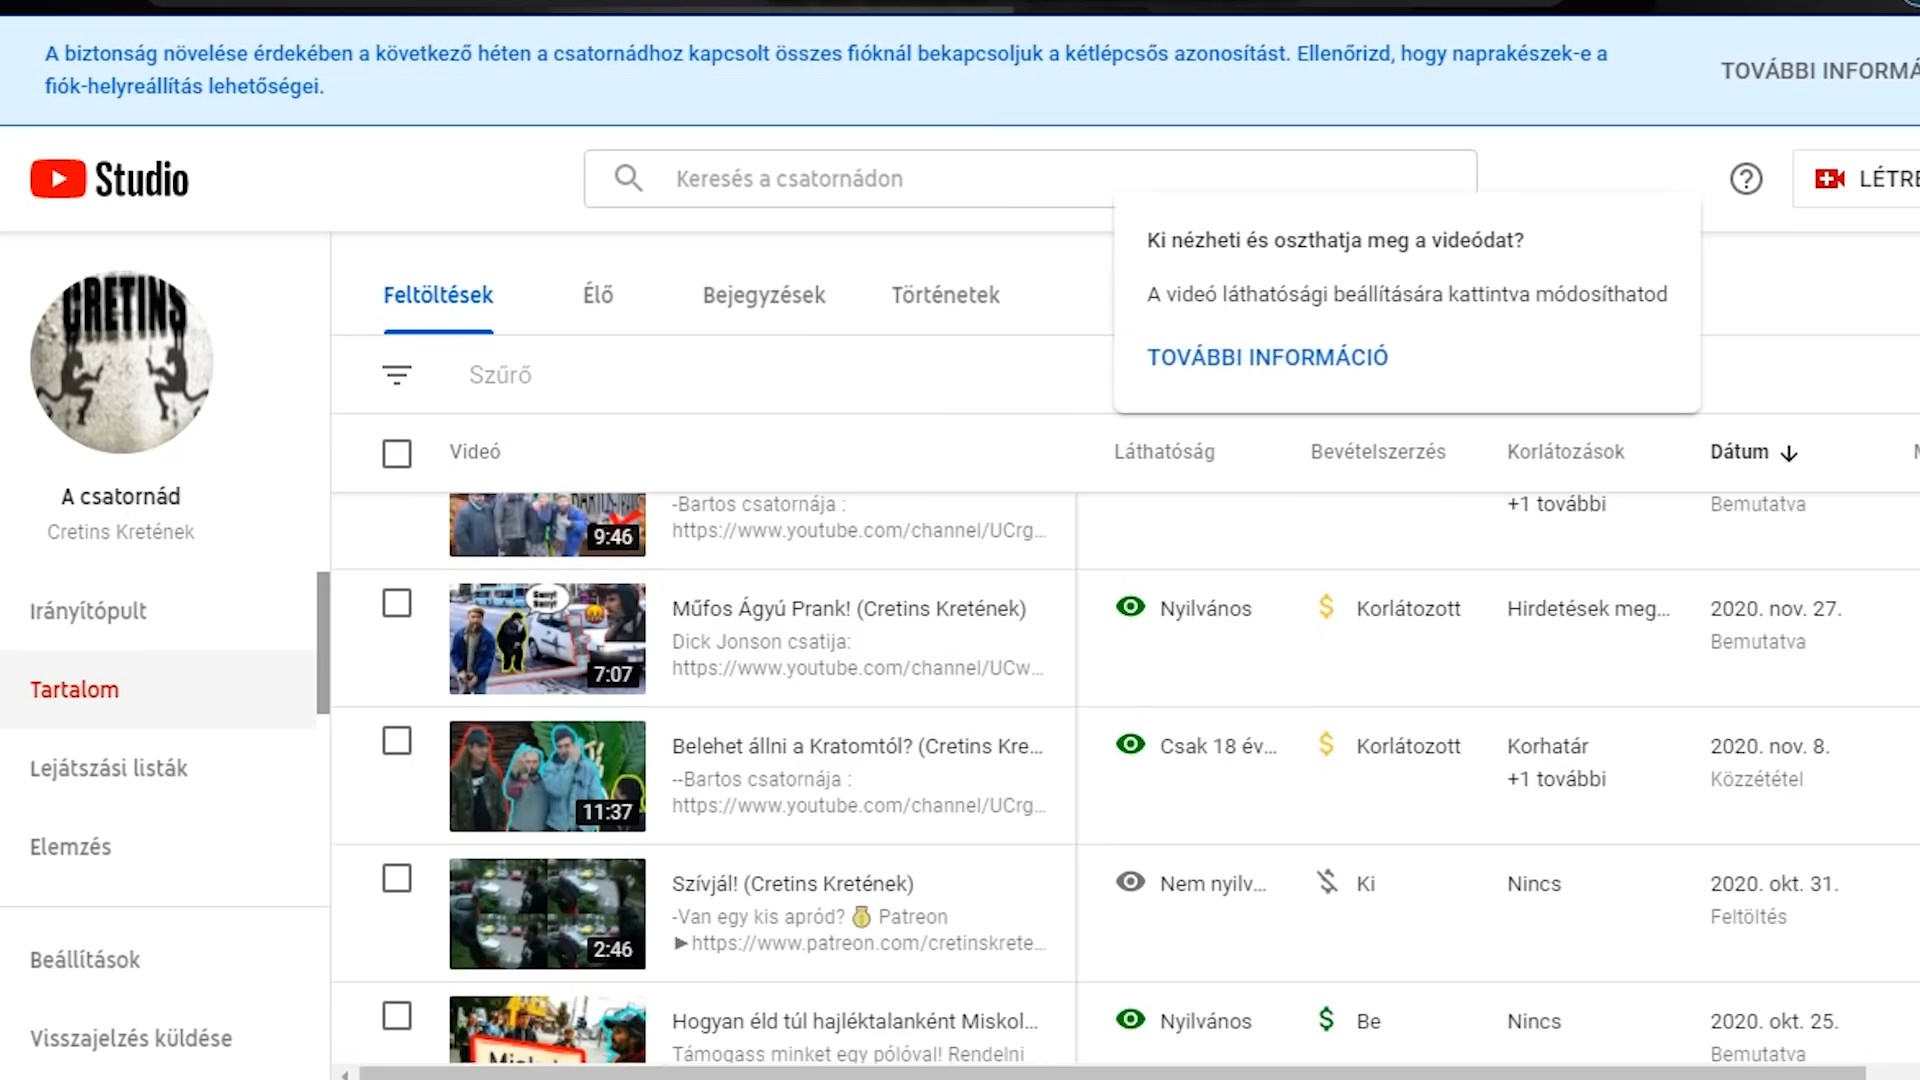 A biztonság növelése érdekében a következő héten a csatornádhoz kapcsolt összes fióknál bekapcsoljuk a kétlépcsős azonosítást. Ellenőrizd, hogy naprakészek-e a
fiók-helyreállítás lehetőségei.
TOVÁBBI INFORMÁ
Studio
Keresés a csatornádon
LÉTRE
Ki nézheti és oszthatja meg a videódat?
A videó láthatósági beállítására kattintva módosíthatod
TOVÁBBI INFORMÁCIÓ
CRETINS
A csatornád
Cretins Kretének
Irányítópult
Tartalom
Lejátszási listák
Elemzés
Beállítások
Visszajelzés küldése
Feltöltések Élő Bejegyzések Történetek
Szűrő
Videó Láthatóság Bevételszerzés Korlátozások Dátum
9:46
-Bartos csatornája :
https://www.youtube.com/channel/UCrg...
+1 további
Bemutatva
7:07
Műfos Ágyú Prank! (Cretins Kretének)
Dick Jonson csatija:
https://www.youtube.com/channel/UCw...
Nyilvános
Korlátozott
Hirdetések meg...
2020. nov. 27.
Bemutatva
11:37
Belehet állni a Kratomtól? (Cretins Kre...
--Bartos csatornája :
https://www.youtube.com/channel/UCrg...
Csak 18 év...
Korlátozott
Korhatár
+1 további
2020. nov. 8.
Közzététel
2:46
Szívjál! (Cretins Kretének)
-Van egy kis apród? 💰 Patreon
►https://www.patreon.com/cretinskrete...
Nem nyilv...
Ki
Nincs
2020. okt. 31.
Feltöltés
Hogyan éld túl hajléktalanként Miskol...
Támogass minket egy pólóval! Rendelni
Nyilvános
Be
Nincs
2020. okt. 25.
Bemutatva